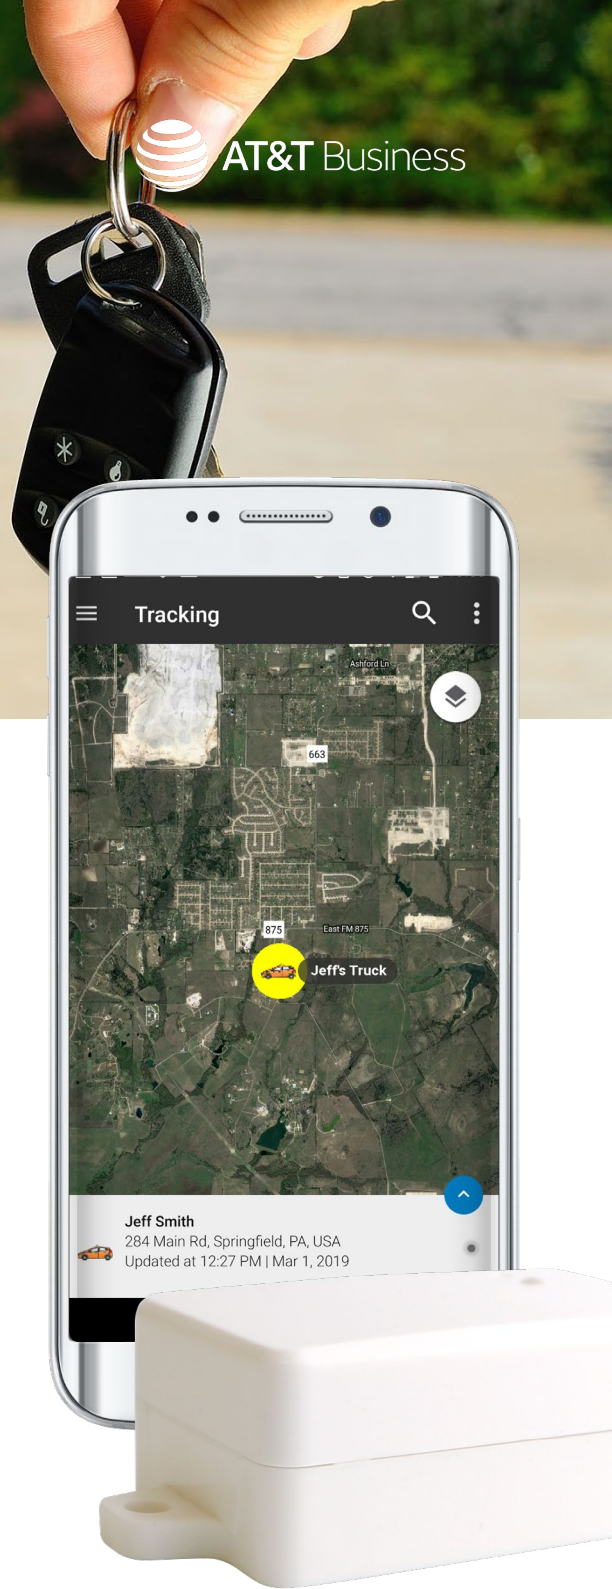 AT&T Business
Tracking
Ashford Ln
663
875
East FM 875
Jeff's Truck
Jeff Smith
284 Main Rd, Springfield, PA, USA
Updated at 12:27 PM | Mar 1, 2019